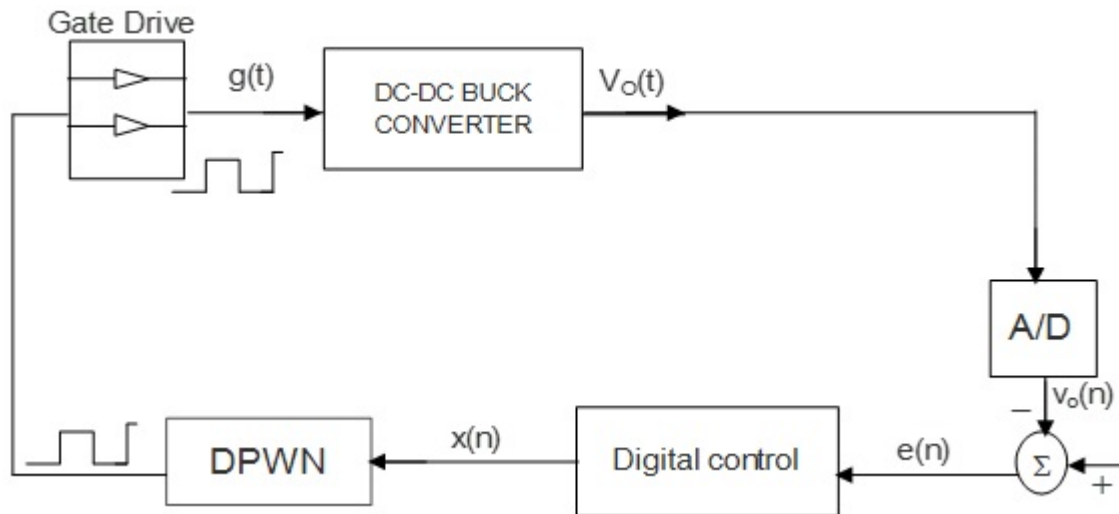 Gate Drive
g(t)
DC-DC BUCK
CONVERTER
VO(t)
A/D
vo(n)
−
Σ
+
e(n)
Digital control
x(n)
DPWN